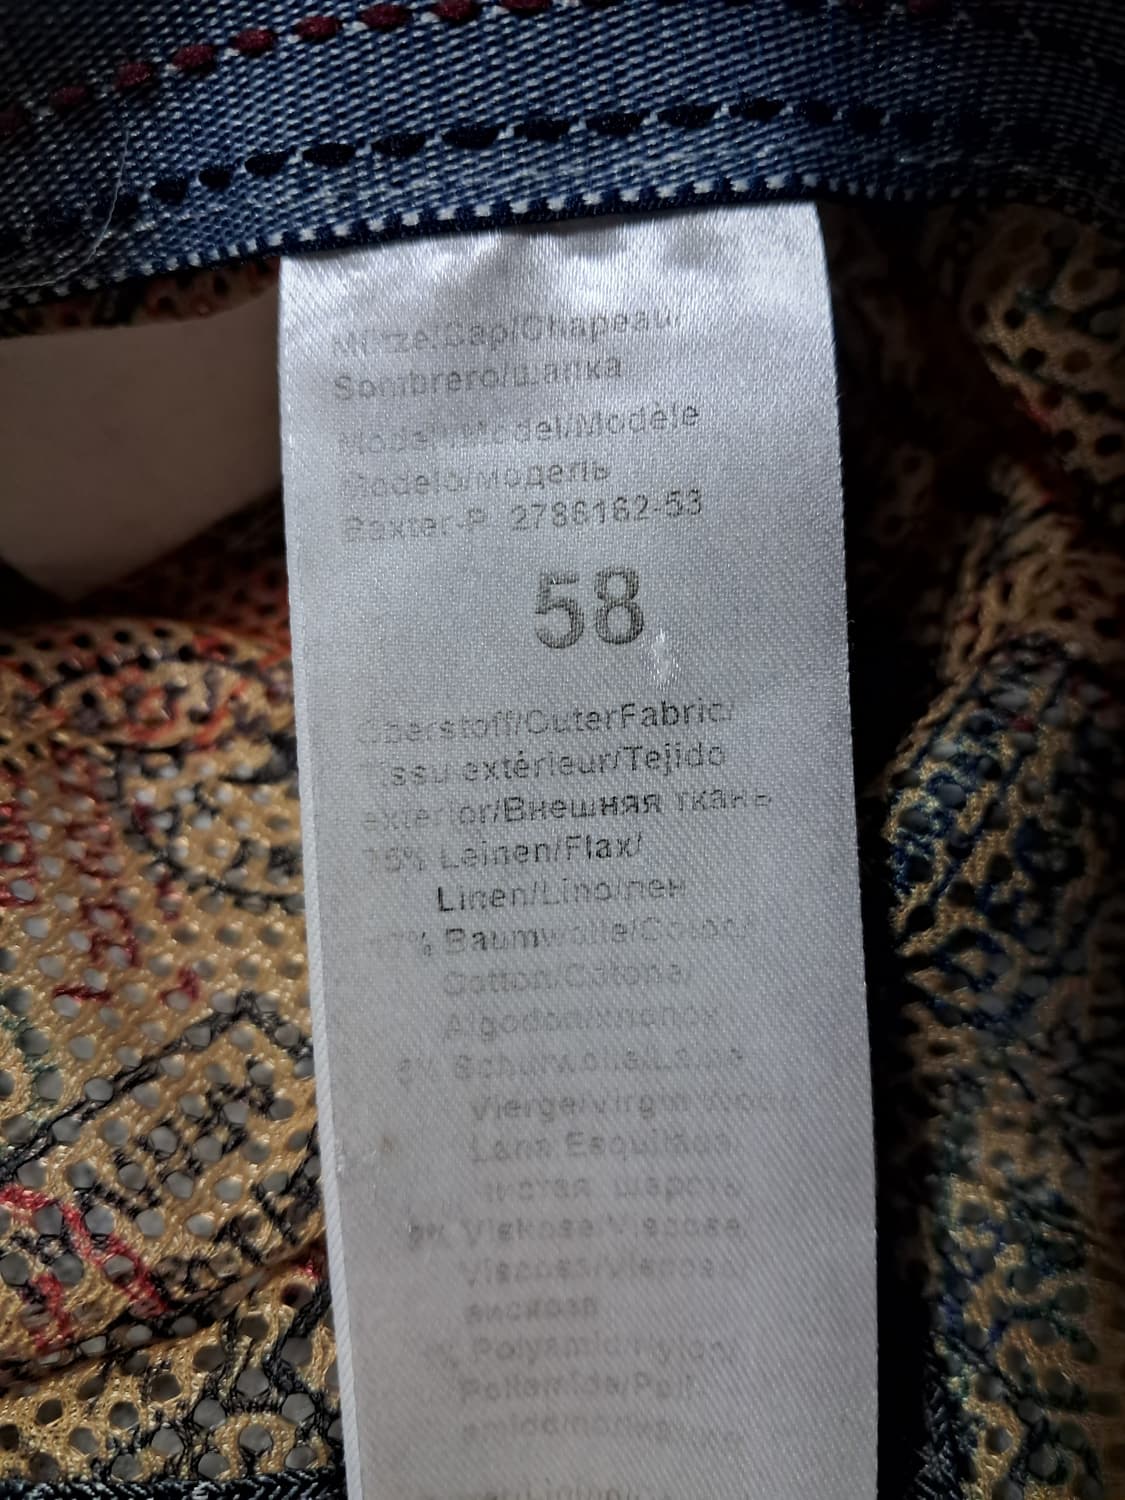 Mütze/Cap/Chapeau/
Sombrero/шапка
Modell/Model/Modèle
Modelo/модель
Baxter-P 2786162-53
58
Oberstoff/OuterFabric/
Tissu extérieur/Tejido
exterior/Внешняя ткань
Leinen/Flax/
Linen/Lino/лен
Baumwolle/Coton/
Cotton/Cotone/
Algodon/хлопок
Schurwolle/Laine
Vierge/Virgin Wool/
Lana Esquilada
чистая шерсть
Viskose/Viscose
Viscosa/
вискоза
Polyamid/Nylon/
Poliamida/Poli